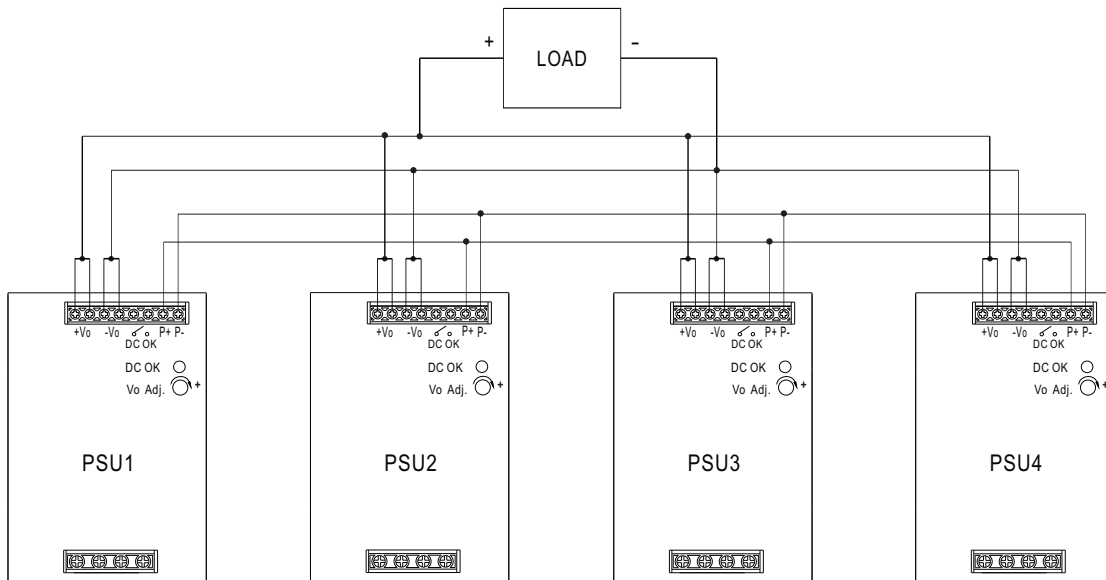 + LOAD -
+Vo -Vo P+ P-
DC OK
DC OK
Vo Adj. +
PSU1
+Vo -Vo P+ P-
DC OK
DC OK
Vo Adj. +
PSU2
+Vo -Vo P+ P-
DC OK
DC OK
Vo Adj. +
PSU3
+Vo -Vo P+ P-
DC OK
DC OK
Vo Adj. +
PSU4